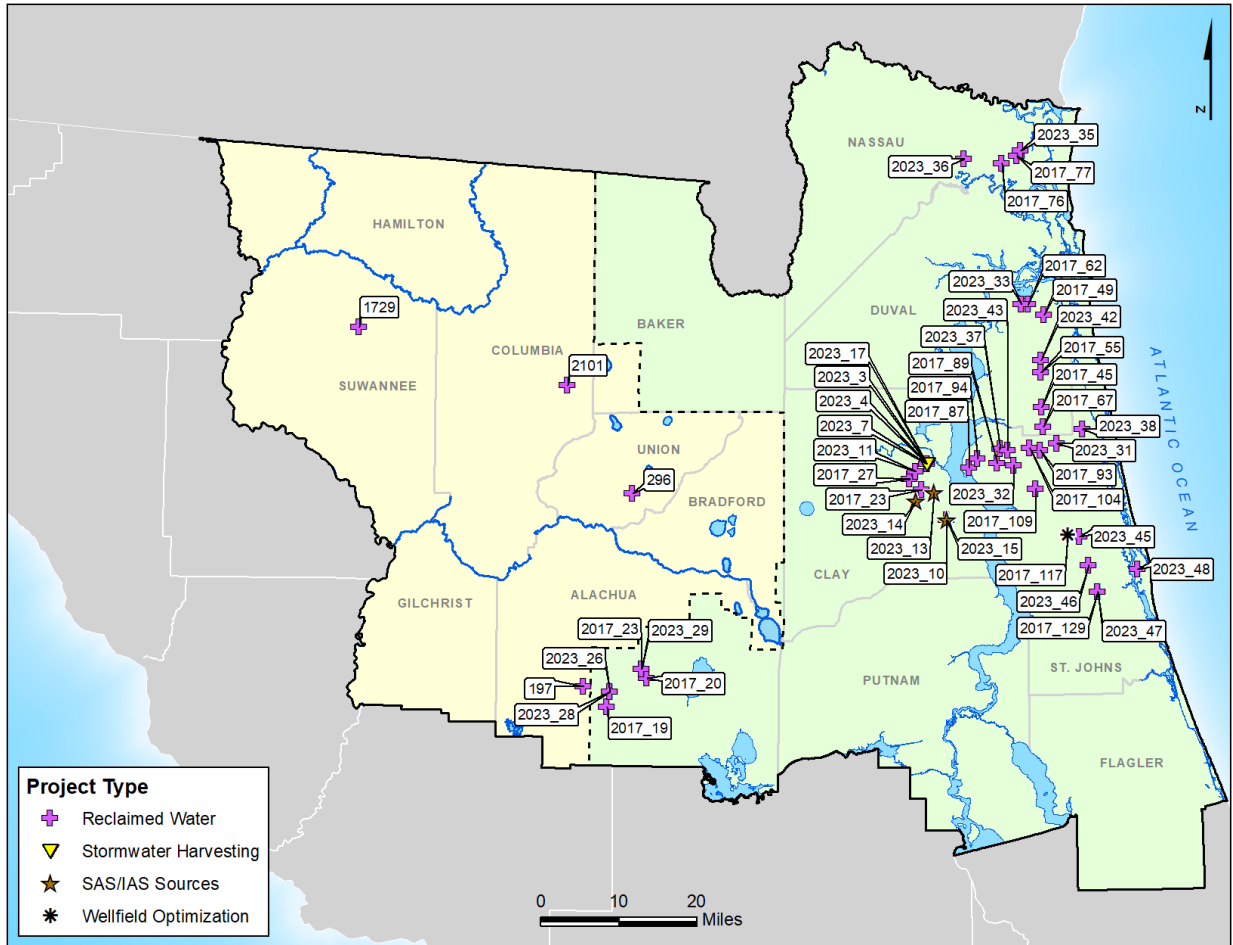 Z
NASSAU
2023_35
2023_36
2017_77
2017_76
HAMILTON
2017_62
2023_33
2017_49
1729
2023_43
DUVAL
2023_42
BAKER
2023_37
COLUMBIA
2023_17
2017_55
2101
2017_89
2023_3
2017_45
SUWANNEE
2017_94
2023_4
2017_67
2017_87
2023_7
2023_38
ATLANTIC OCEAN
UNION
2023_11
2023_31
2017_27
2017_93
296
BRADFORD
2023_32
2017_23
2017_104
2023_14
2017_109
2023_13
2023_15
2023_45
2023_10
2017_117
2023_48
CLAY
2023_46
GILCHRIST
ALACHUA
2017_129
2023_47
2017_23
2023_29
2023_26
ST. JOHNS
197
2017_20
PUTNAM
2023_28
2017_19
FLAGLER
Project Type
Reclaimed Water
Stormwater Harvesting
SAS/IAS Sources
Wellfield Optimization
0 10 20
Miles